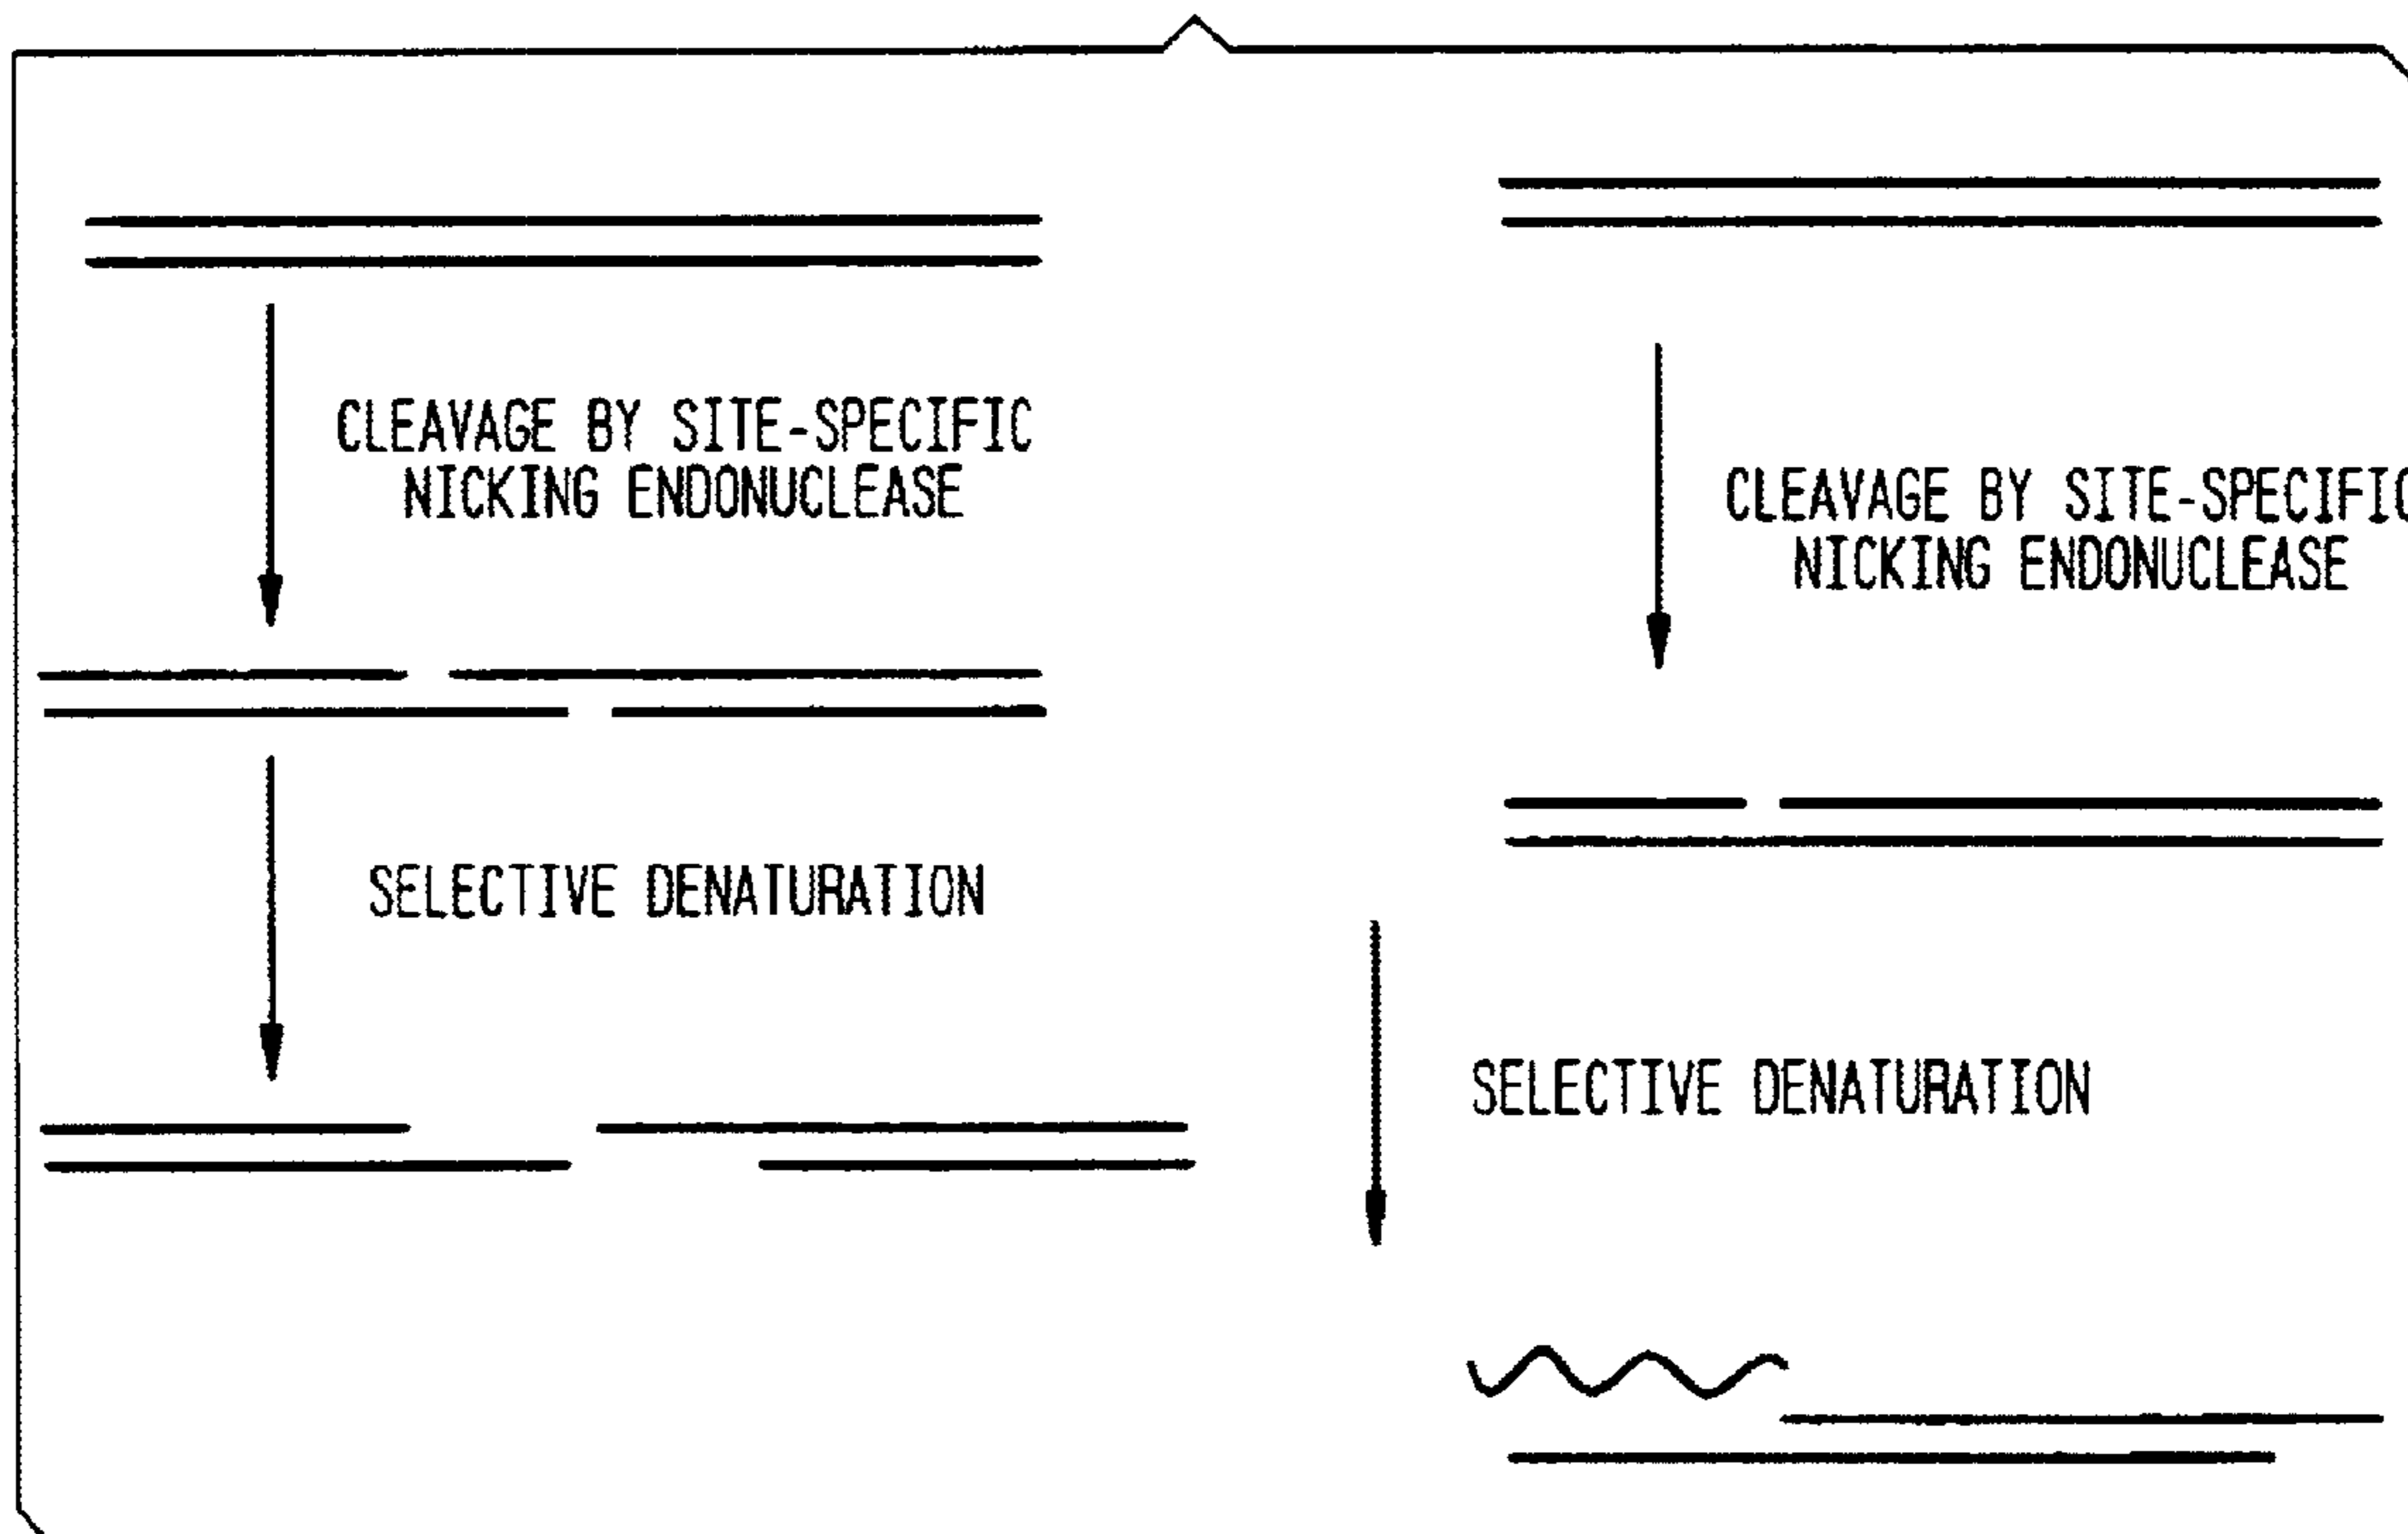 CLEAVAGE BY SITE-SPECIFIC
NICKING ENDONUCLEASE
SELECTIVE DENATURATION
CLEAVAGE BY SITE-SPECIFIC
NICKING ENDONUCLEASE
SELECTIVE DENATURATION